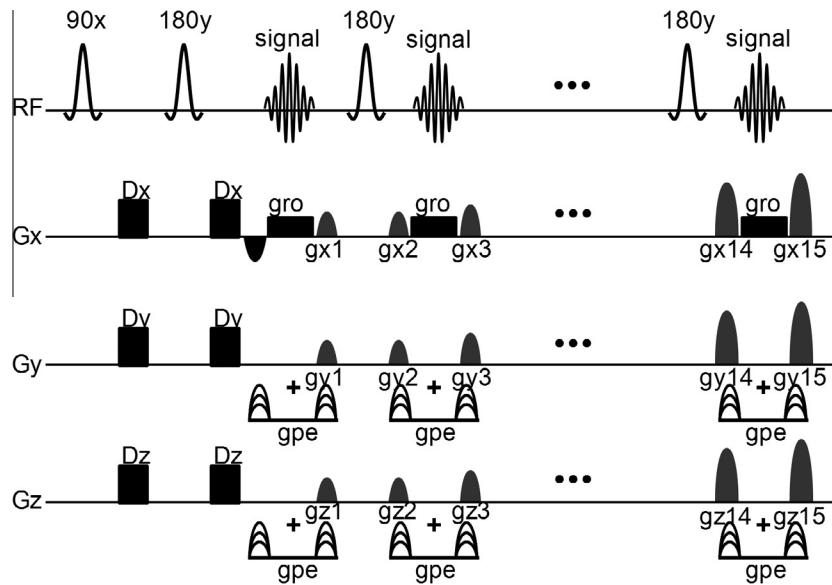 90x 180y signal 180y signal 180y signal
RF
Dx Dx gro gro gro
Gx gx1 gx2 gx3 gx14 gx15
Dy Dy
Gy gy1 gy2 gy3 gy14 gy15
+ + +
gpe gpe gpe
Dz Dz
Gz gz1 gz2 gz3 gz14 gz15
+ + +
gpe gpe gpe